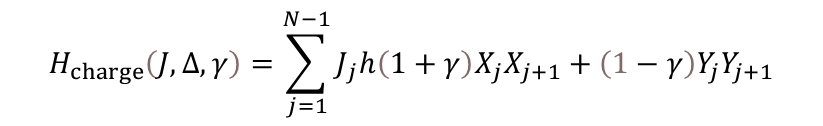 H_charge(J, Δ, γ) = ∑_{j=1}^{N−1} J_j h(1 + γ)X_j X_{j+1} + (1 − γ)Y_j Y_{j+1}